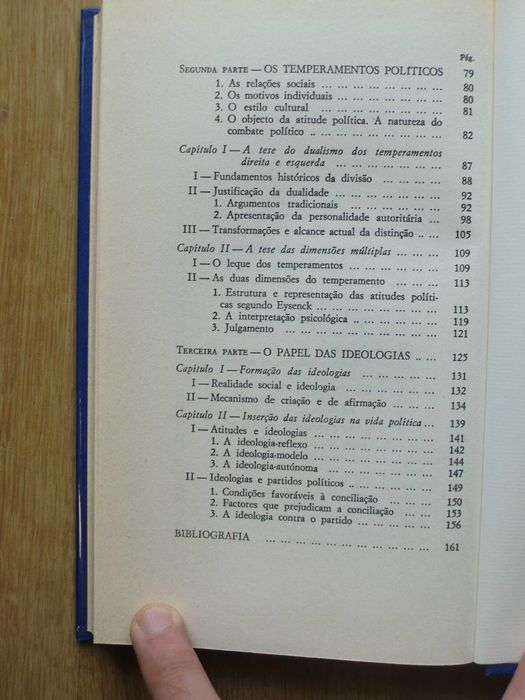 Pág.
SEGUNDA PARTE — OS TEMPERAMENTOS POLÍTICOS 79
1. As relações sociais ... ... ... ... ... ... ... 80
2. Os motivos individuais ... ... ... ... ... ... 80
3. O estilo cultural ... ... ... ... ... ... ... 81
4. O objecto da atitude política. A natureza do
combate político .. ... ... ... ... ... ... 82
Capítulo I — A tese do dualismo dos temperamentos
direita e esquerda ... ... ... ... ... ... 87
I — Fundamentos históricos da divisão ... ... ... 88
II — Justificação da dualidade ... ... ... ... ... ... 92
1. Argumentos tradicionais ... ... ... ... ... 92
2. Apresentação da personalidade autoritária ... 98
III — Transformações e alcance actual da distinção .. ... 105
Capítulo II — A tese das dimensões múltiplas ... ... ... 109
I — O leque dos temperamentos ... ... ... ... ... 109
II — As duas dimensões do temperamento ... ... ... 113
1. Estrutura e representação das atitudes políti-
cas segundo Eysenck ... ... ... ... ... ... 113
2. A interpretação psicológica .. ... ... ... ... 119
3. Julgamento ... ... ... ... ... ... ... ... 121
TERCEIRA PARTE — O PAPEL DAS IDEOLOGIAS .. ... 125
Capítulo I — Formação das ideologias ... ... ... ... 131
I — Realidade social e ideologia ... ... ... ... ... 132
II — Mecanismo de criação e de afirmação ... ... ... 134
Capítulo II — Inserção das ideologias na vida política ... 139
I — Atitudes e ideologias ... ... ... ... ... ... ... 141
1. A ideologia-reflexo ... ... ... ... ... ... 142
2. A ideologia-modelo ... ... ... ... ... ... 144
3. A ideologia-autónoma ... ... ... ... ... 147
II — Ideologias e partidos políticos .. ... ... ... ... 149
1. Condições favoráveis à conciliação ... ... ... 150
2. Factores que prejudicam a conciliação ... ... 153
3. A ideologia contra o partido ... ... ... ... 156
BIBLIOGRAFIA ... ... ... ... ... ... ... ... ... ... 161